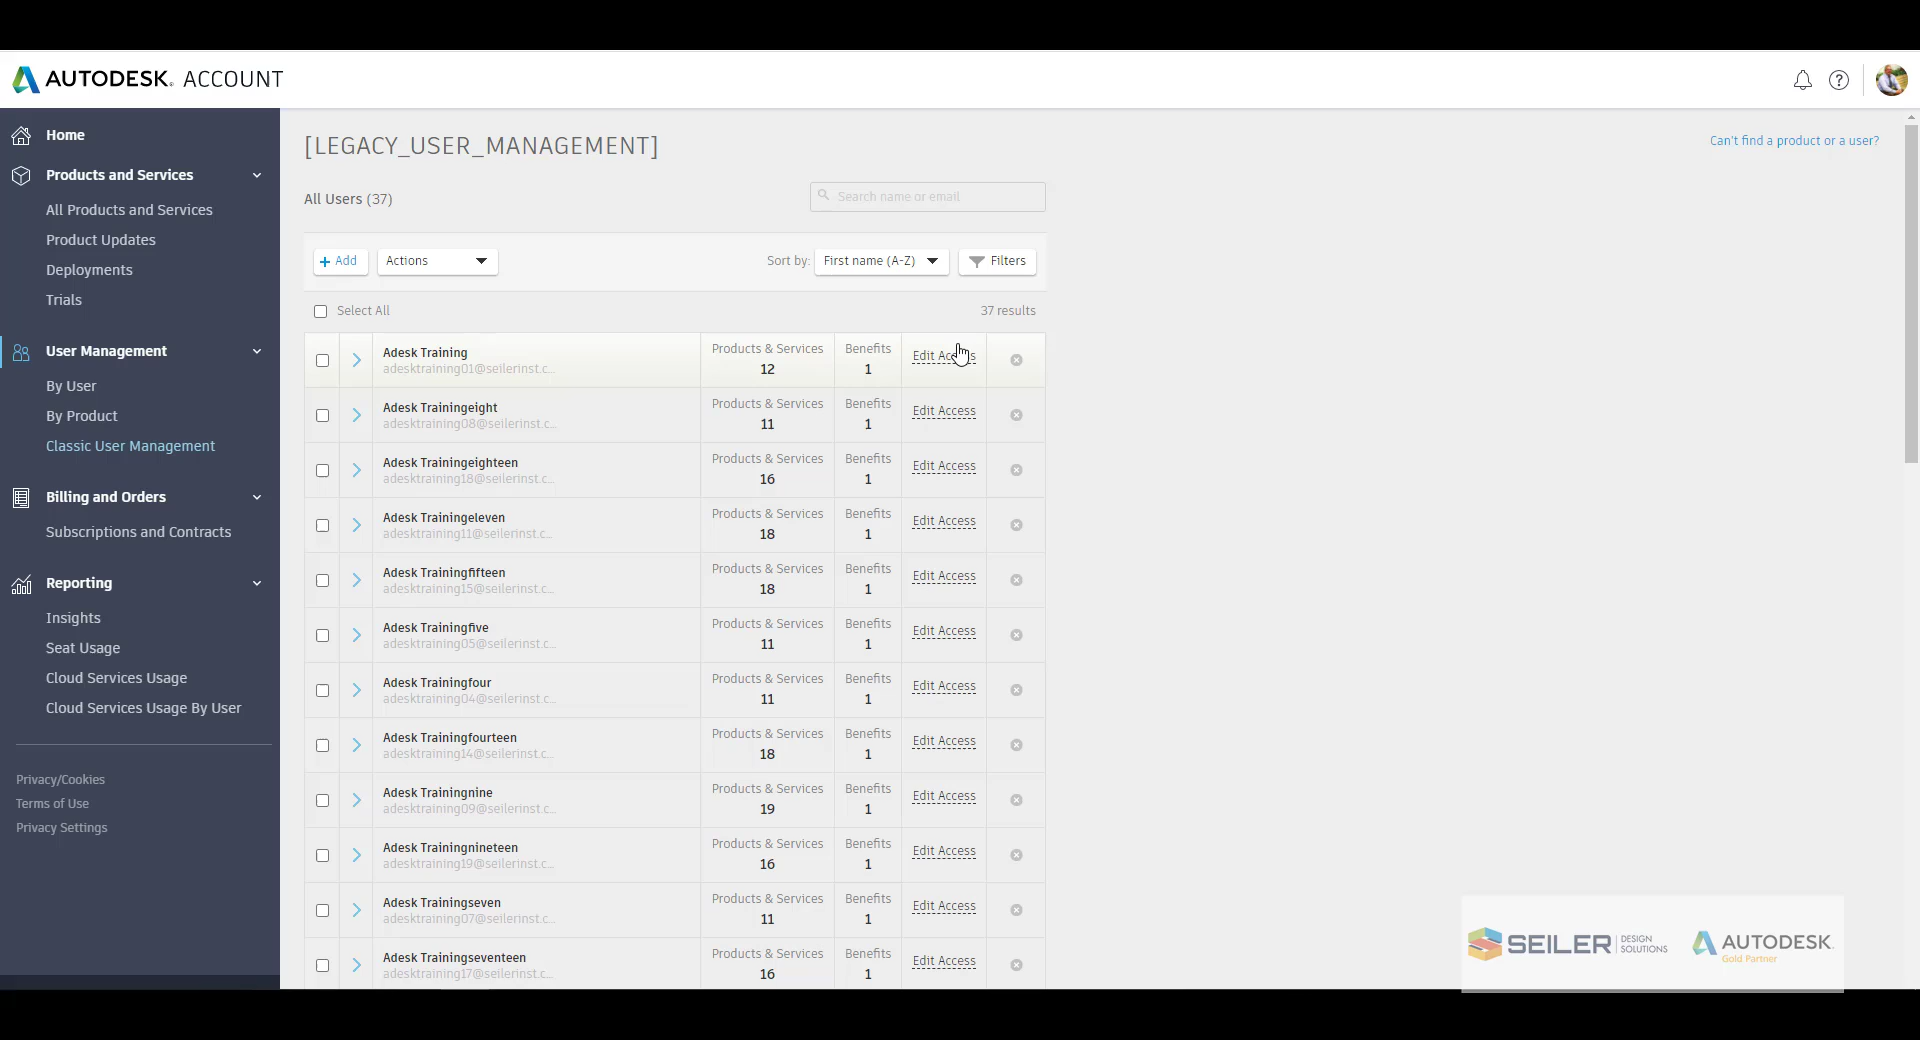 AUTODESK. ACCOUNT
Home
Products and Services
All Products and Services
Product Updates
Deployments
Trials
User Management
By User
By Product
Classic User Management
Billing and Orders
Subscriptions and Contracts
Reporting
Insights
Seat Usage
Cloud Services Usage
Cloud Services Usage By User
Privacy/Cookies
Terms of Use
Privacy Settings
[LEGACY_USER_MANAGEMENT]
Can't find a product or a user?
All Users (37)
Search name or email
+ Add
Actions
Sort by: First name (A-Z)
Filters
Select All
37 results
Adesk Training
adesktraining01@seilerinst.c...
Products & Services
12
Benefits
1
Edit
Adesk Trainingeight
adesktraining08@seilerinst.c...
Products & Services
11
Benefits
1
Edit Access
Adesk Trainingeighteen
adesktraining18@seilerinst.c...
Products & Services
16
Benefits
1
Edit Access
Adesk Trainingeleven
adesktraining11@seilerinst.c...
Products & Services
18
Benefits
1
Edit Access
Adesk Trainingfifteen
adesktraining15@seilerinst.c...
Products & Services
18
Benefits
1
Edit Access
Adesk Trainingfive
adesktraining05@seilerinst.c...
Products & Services
11
Benefits
1
Edit Access
Adesk Trainingfour
adesktraining04@seilerinst.c...
Products & Services
11
Benefits
1
Edit Access
Adesk Trainingfourteen
adesktraining14@seilerinst.c...
Products & Services
18
Benefits
1
Edit Access
Adesk Trainingnine
adesktraining09@seilerinst.c...
Products & Services
19
Benefits
1
Edit Access
Adesk Trainingnineteen
adesktraining19@seilerinst.c...
Products & Services
16
Benefits
1
Edit Access
Adesk Trainingseven
adesktraining07@seilerinst.c...
Products & Services
11
Benefits
1
Edit Access
Adesk Trainingseventeen
adesktraining17@seilerinst.c...
Products & Services
16
Benefits
1
Edit Access
SEILER
DESIGN
SOLUTIONS
AUTODESK
Gold Partner